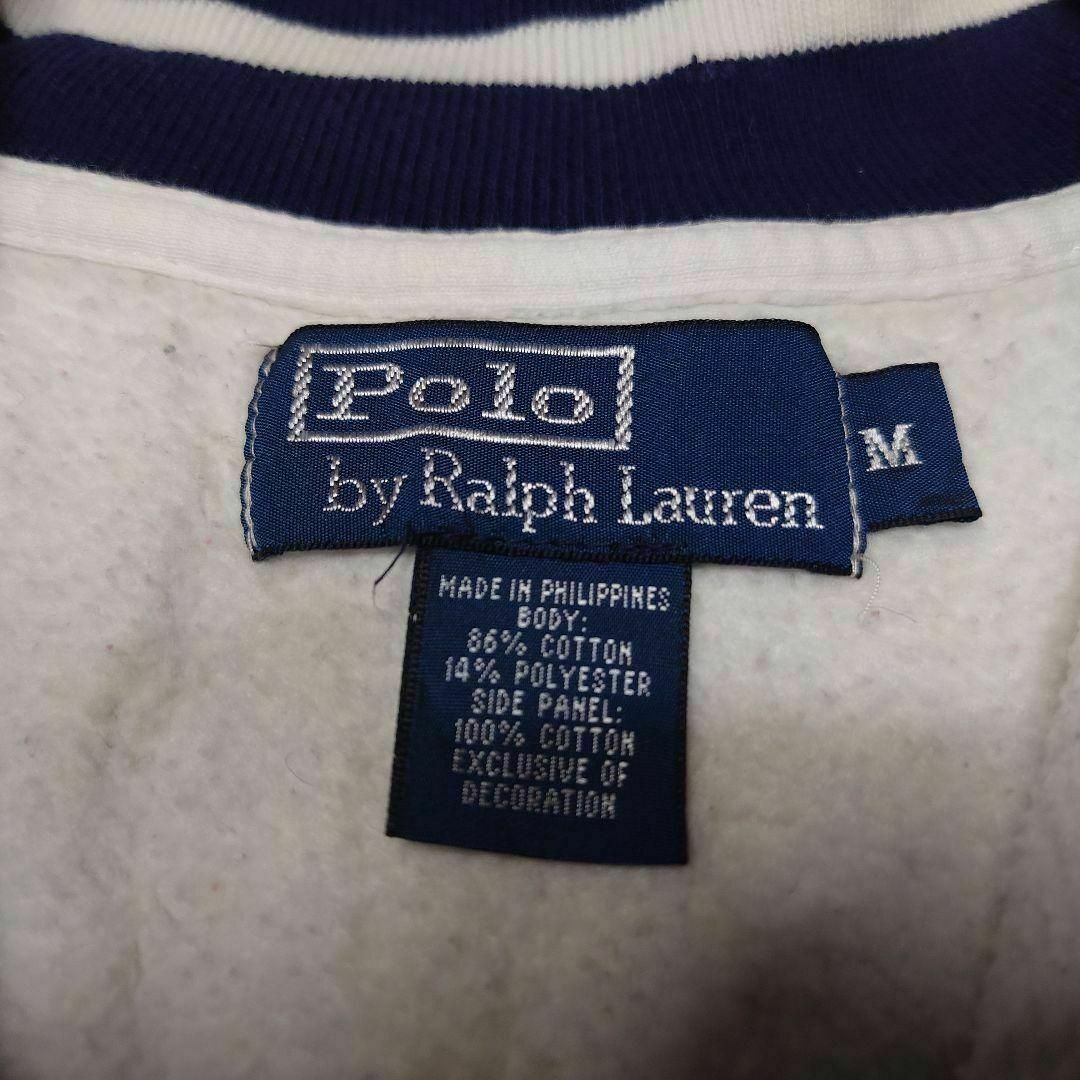 Polo
by Ralph Lauren
M
MADE IN PHILIPPINES
BODY:
86% COTTON
14% POLYESTER
SIDE PANEL:
100% COTTON
EXCLUSIVE OF
DECORATION